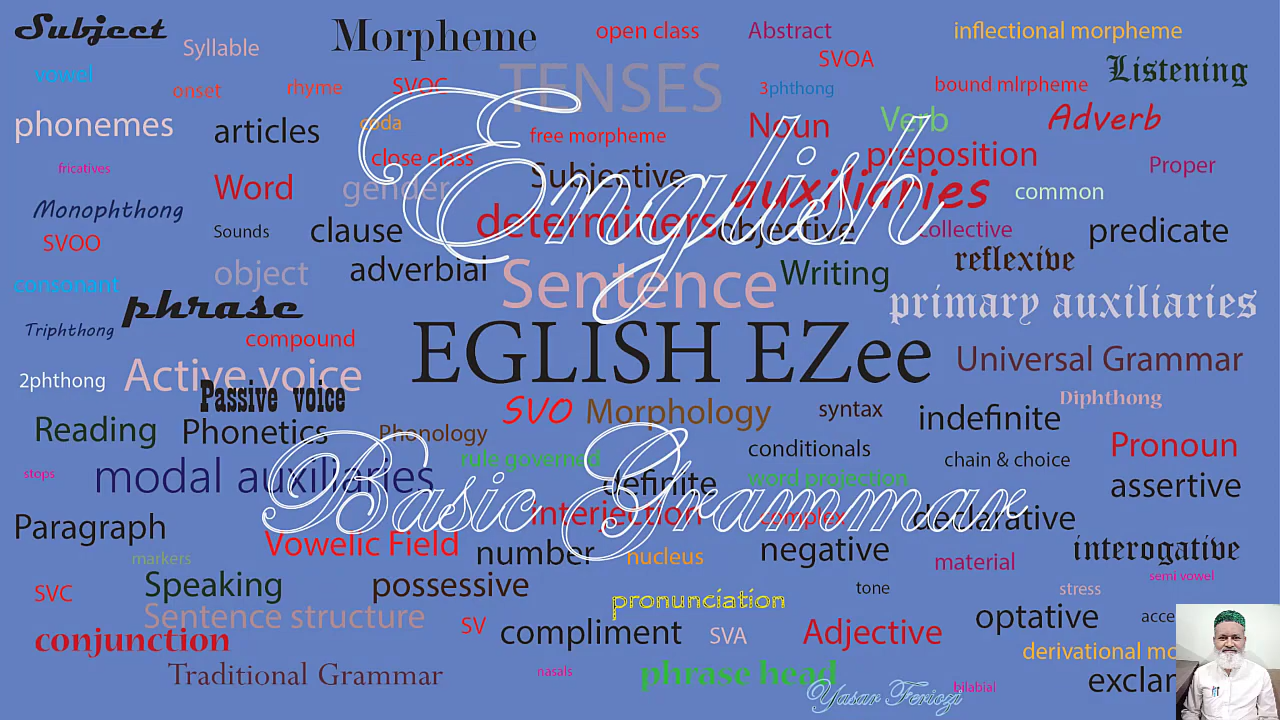 Subject
Syllable
Morpheme
open class
Abstract
inflectional morpheme
vowel
onset
rhyme
SVOC
TENSES
SVOA
3phthong
bound mlrpheme
Listening
phonemes
articles
coda
free morpheme
Noun
Verb
Adverb
English
close class
preposition
fricatives
Word
gender
Subjective
auxiliaries
common
Proper
Monophthong
SVOO
Sounds
clause
determiners
objective
collective
predicate
object
adverbial
Sentence
Writing
reflexive
consonant
phrase
primary auxiliaries
Triphthong
compound
EGLISH EZee
Universal Grammar
2phthong
Active voice
Passive voice
SVO
Morphology
syntax
indefinite
Diphthong
Reading
Phonetics
Phonology
rule governed
conditionals
chain & choice
Pronoun
stops
modal auxiliaries
definite
word projection
assertive
Basic Grammar
Paragraph
interjection
complex
declarative
markers
Vowelic Field
number
nucleus
negative
material
interogative
SVC
Speaking
possessive
pronunciation
tone
stress
semi vowel
Sentence structure
SV
compliment
SVA
Adjective
optative
acce
conjunction
Traditional Grammar
nasals
phrase head
derivational mo
bilabial
exclar
Yasar Feriozi